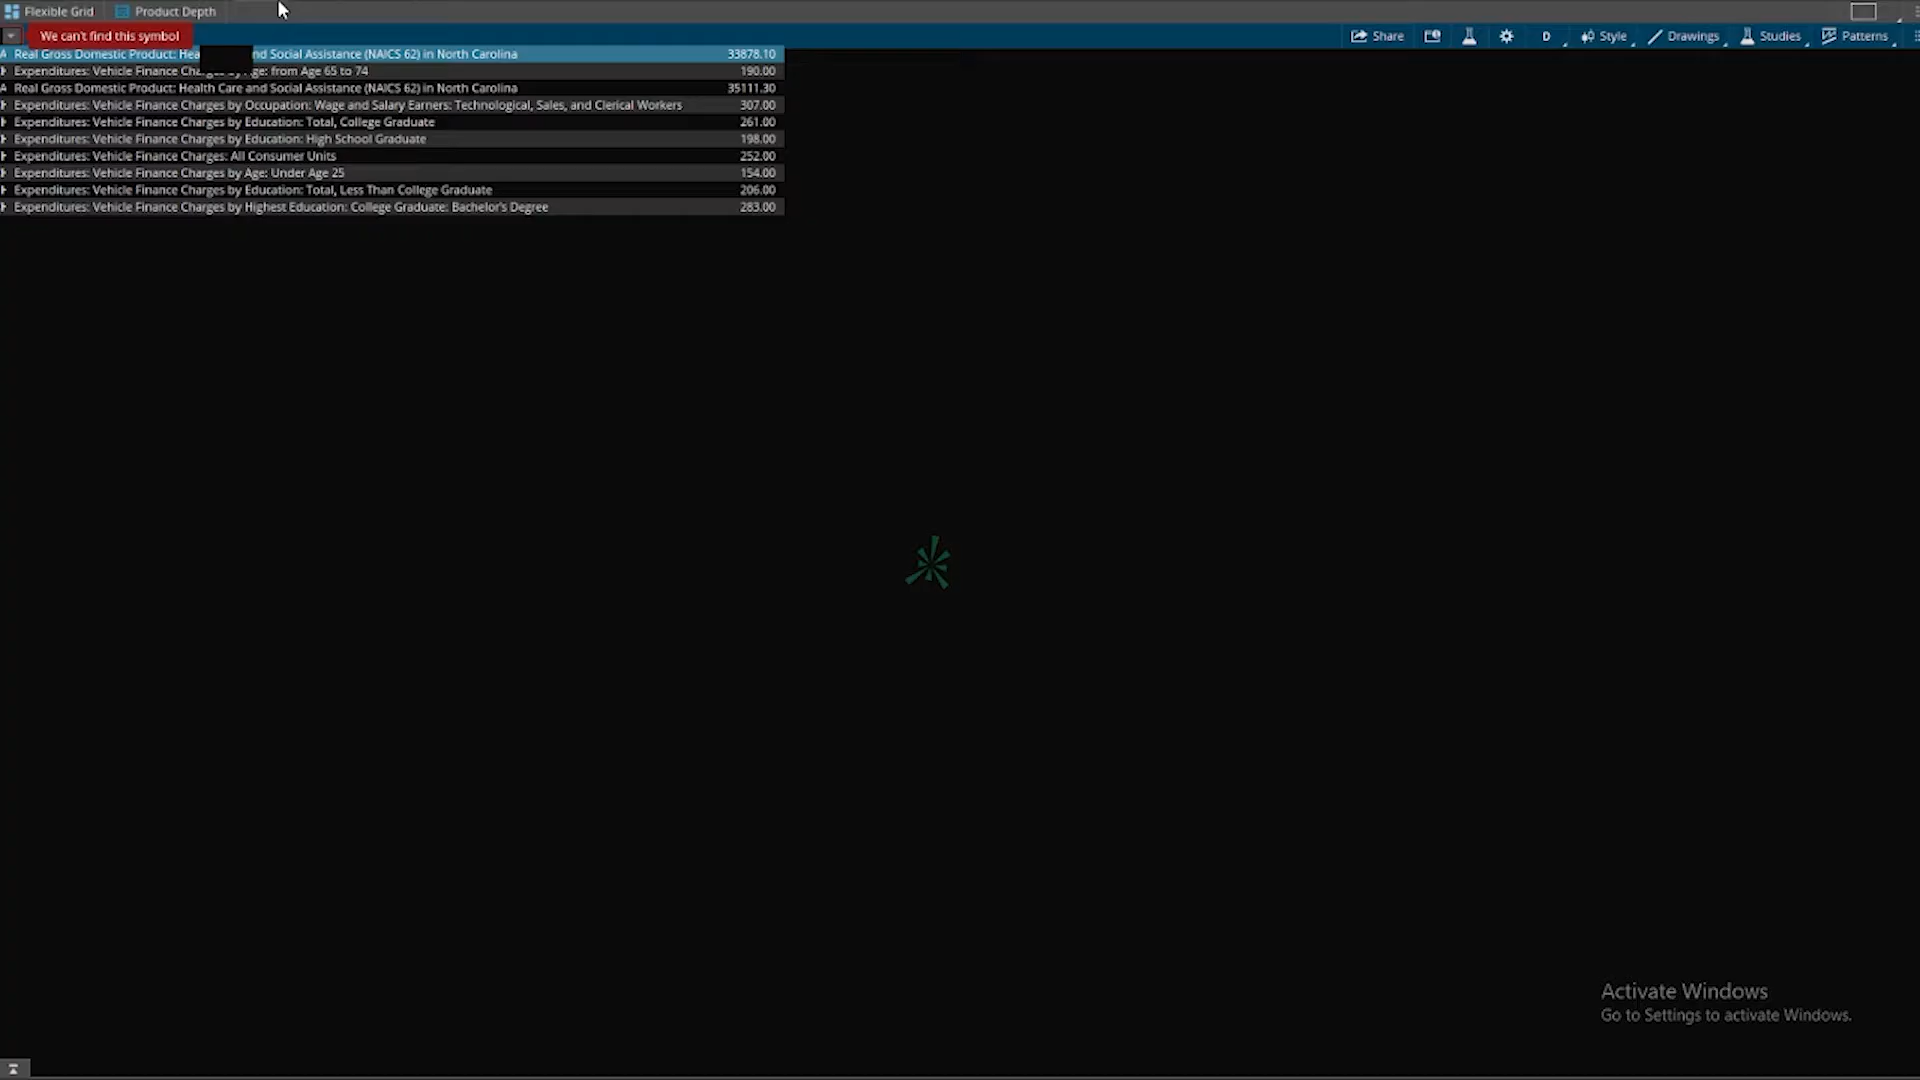 Flexible Grid Product Depth
We can't find this symbol Share D Style Drawings Studies Patterns
A Real Gross Domestic Product: Hea nd Social Assistance (NAICS 62) in North Carolina 33878.10
Expenditures: Vehicle Finance Charges by Age: from Age 65 to 74 190.00
A Real Gross Domestic Product: Health Care and Social Assistance (NAICS 62) in North Carolina 35111.30
Expenditures: Vehicle Finance Charges by Occupation: Wage and Salary Earners: Technological, Sales, and Clerical Workers 307.00
Expenditures: Vehicle Finance Charges by Education: Total, College Graduate 261.00
Expenditures: Vehicle Finance Charges by Education: High School Graduate 198.00
Expenditures: Vehicle Finance Charges: All Consumer Units 252.00
Expenditures: Vehicle Finance Charges by Age: Under Age 25 154.00
Expenditures: Vehicle Finance Charges by Education: Total, Less Than College Graduate 206.00
Expenditures: Vehicle Finance Charges by Highest Education: College Graduate: Bachelor's Degree 283.00
Activate Windows
Go to Settings to activate Windows.